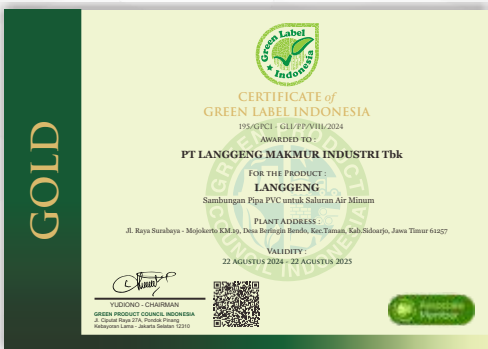 Green Label
Indonesia
CERTIFICATE of
GREEN LABEL INDONESIA
195/GPCI - GLI/PP/VIII/2024
AWARDED TO :
PT LANGGENG MAKMUR INDUSTRI Tbk
FOR THE PRODUCT :
LANGGENG
Sambungan Pipa PVC untuk Saluran Air Minum
PLANT ADDRESS :
Jl. Raya Surabaya - Mojokerto KM.19, Desa Beringin Bendo, Kec.Taman, Kab.Sidoarjo, Jawa Timur 61257
VALIDITY :
22 AGUSTUS 2024 - 22 AGUSTUS 2025
GOLD
GREEN PRODUCT
COUNCIL INDONESIA
YUDIONO - CHAIRMAN
GREEN PRODUCT COUNCIL INDONESIA
Jl. Ciputat Raya 27A, Pondok Pinang
Kebayoran Lama - Jakarta Selatan 12310
Member